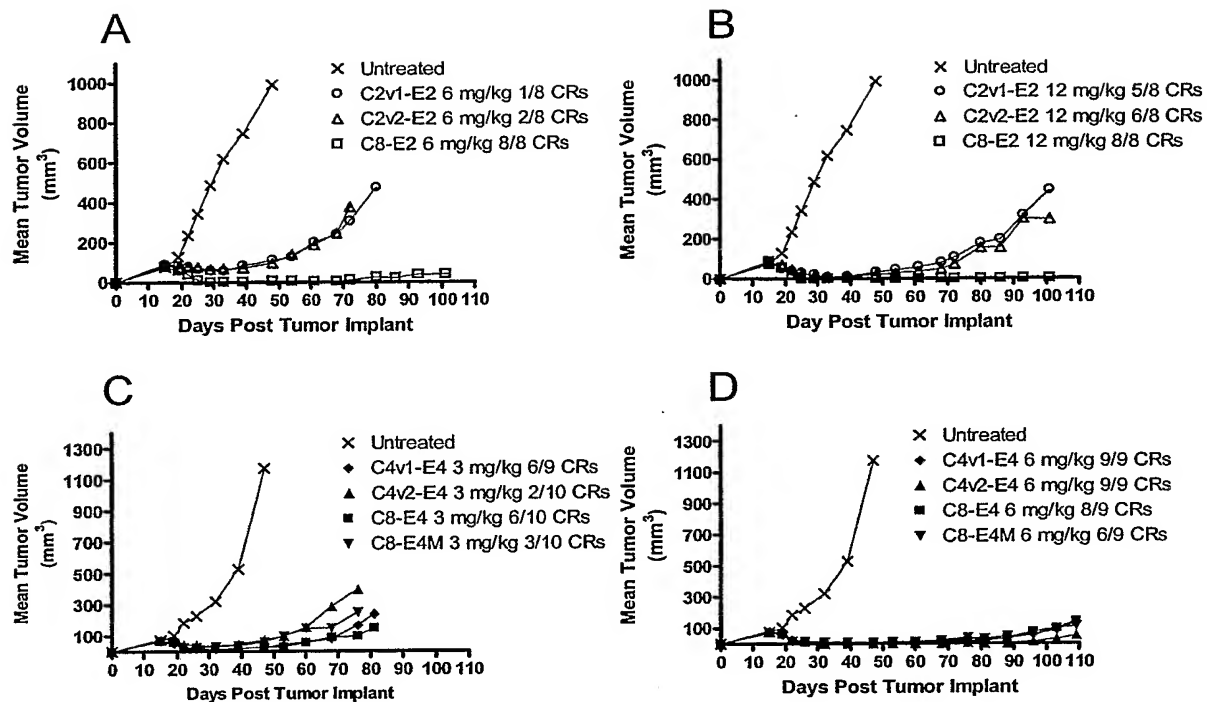 A
Mean Tumor Volume
(mm³)
1000
800
600
400
200
0
Untreated
C2v1-E2 6 mg/kg 1/8 CRs
C2v2-E2 6 mg/kg 2/8 CRs
C8-E2 6 mg/kg 8/8 CRs
0 10 20 30 40 50 60 70 80 90 100 110
Days Post Tumor Implant
B
Mean Tumor Volume
(mm³)
1000
800
600
400
200
0
Untreated
C2v1-E2 12 mg/kg 5/8 CRs
C2v2-E2 12 mg/kg 6/8 CRs
C8-E2 12 mg/kg 8/8 CRs
0 10 20 30 40 50 60 70 80 90 100 110
Day Post Tumor Implant
C
Mean Tumor Volume
(mm³)
1300
1100
900
700
500
300
100
Untreated
C4v1-E4 3 mg/kg 6/9 CRs
C4v2-E4 3 mg/kg 2/10 CRs
C8-E4 3 mg/kg 6/10 CRs
C8-E4M 3 mg/kg 3/10 CRs
0 10 20 30 40 50 60 70 80 90 100 110
Days Post Tumor Implant
D
Mean Tumor Volume
(mm³)
1300
1100
900
700
500
300
100
Untreated
C4v1-E4 6 mg/kg 9/9 CRs
C4v2-E4 6 mg/kg 9/9 CRs
C8-E4 6 mg/kg 8/9 CRs
C8-E4M 6 mg/kg 6/9 CRs
0 10 20 30 40 50 60 70 80 90 100 110
Days Post Tumor Implant